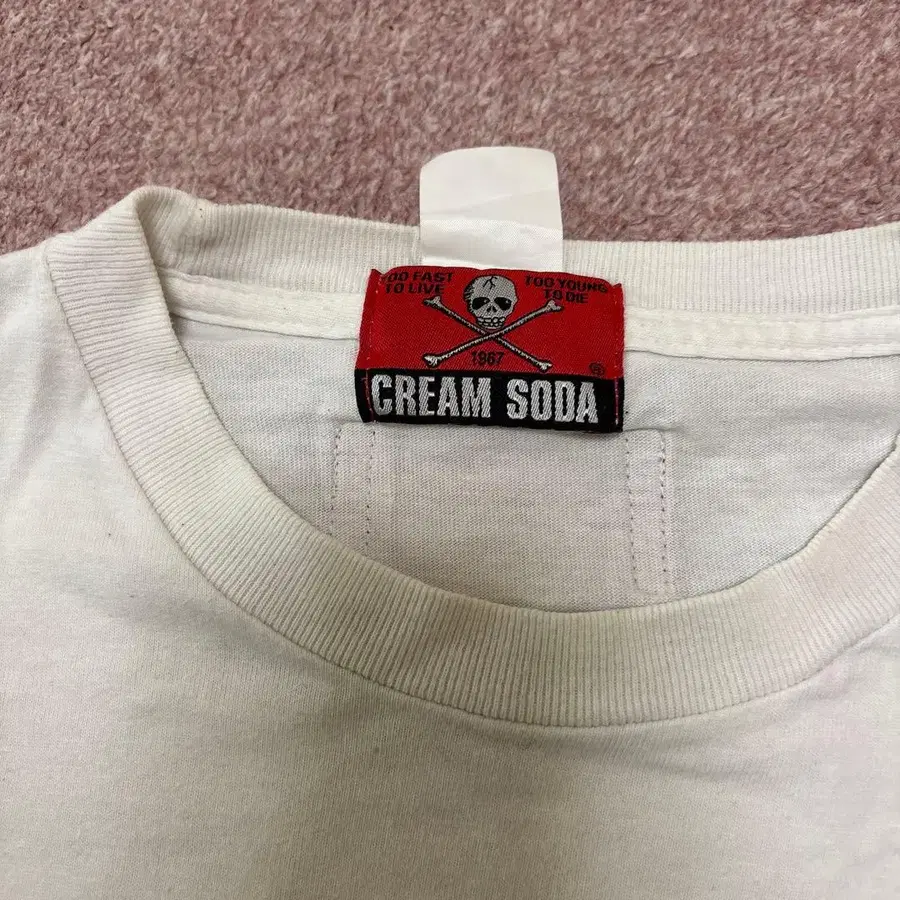 TOO FAST TOO YOUNG
TO LIVE TO DIE
1967
®
CREAM SODA